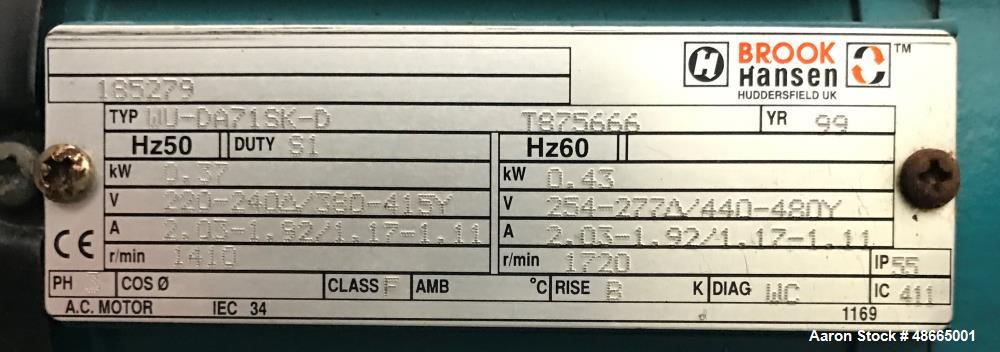 BROOK Hansen TM
HUDDERSFIELD UK
165279
TYP WU-DA71SK-D T875666 YR 99
Hz50 DUTY S1 Hz60
kW 0.37 kW 0.43
V 220-240Δ/380-415Y V 254-277Δ/440-480Y
A 2.03-1.92/1.17-1.11 A 2.03-1.92/1.17-1.11
r/min 1410 r/min 1720 IP 55
CE
PH 3 COS Ø CLASS F AMB °C RISE B K DIAG WC IC 411
A.C. MOTOR IEC 34 1169
Aaron Stock # 48665001